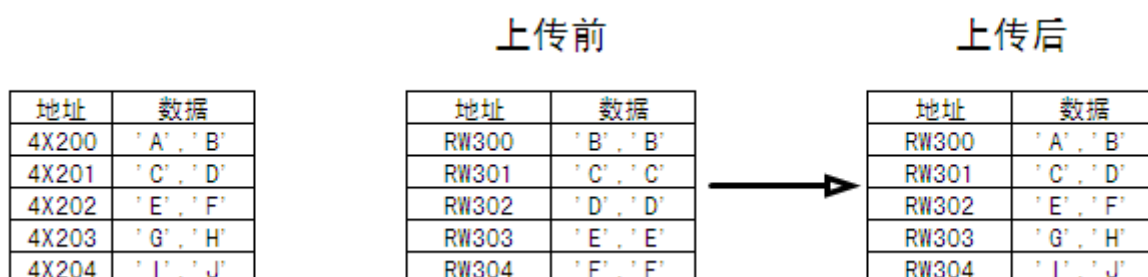 上传前 上传后
地址 数据 地址 数据 地址 数据
4X200 'A','B' RW300 'B','B' RW300 'A','B'
4X201 'C','D' RW301 'C','C' RW301 'C','D'
4X202 'E','F' RW302 'D','D' RW302 'E','F'
4X203 'G','H' RW303 'E','E' RW303 'G','H'
4X204 'I','J' RW304 'F','F' RW304 'I','J'